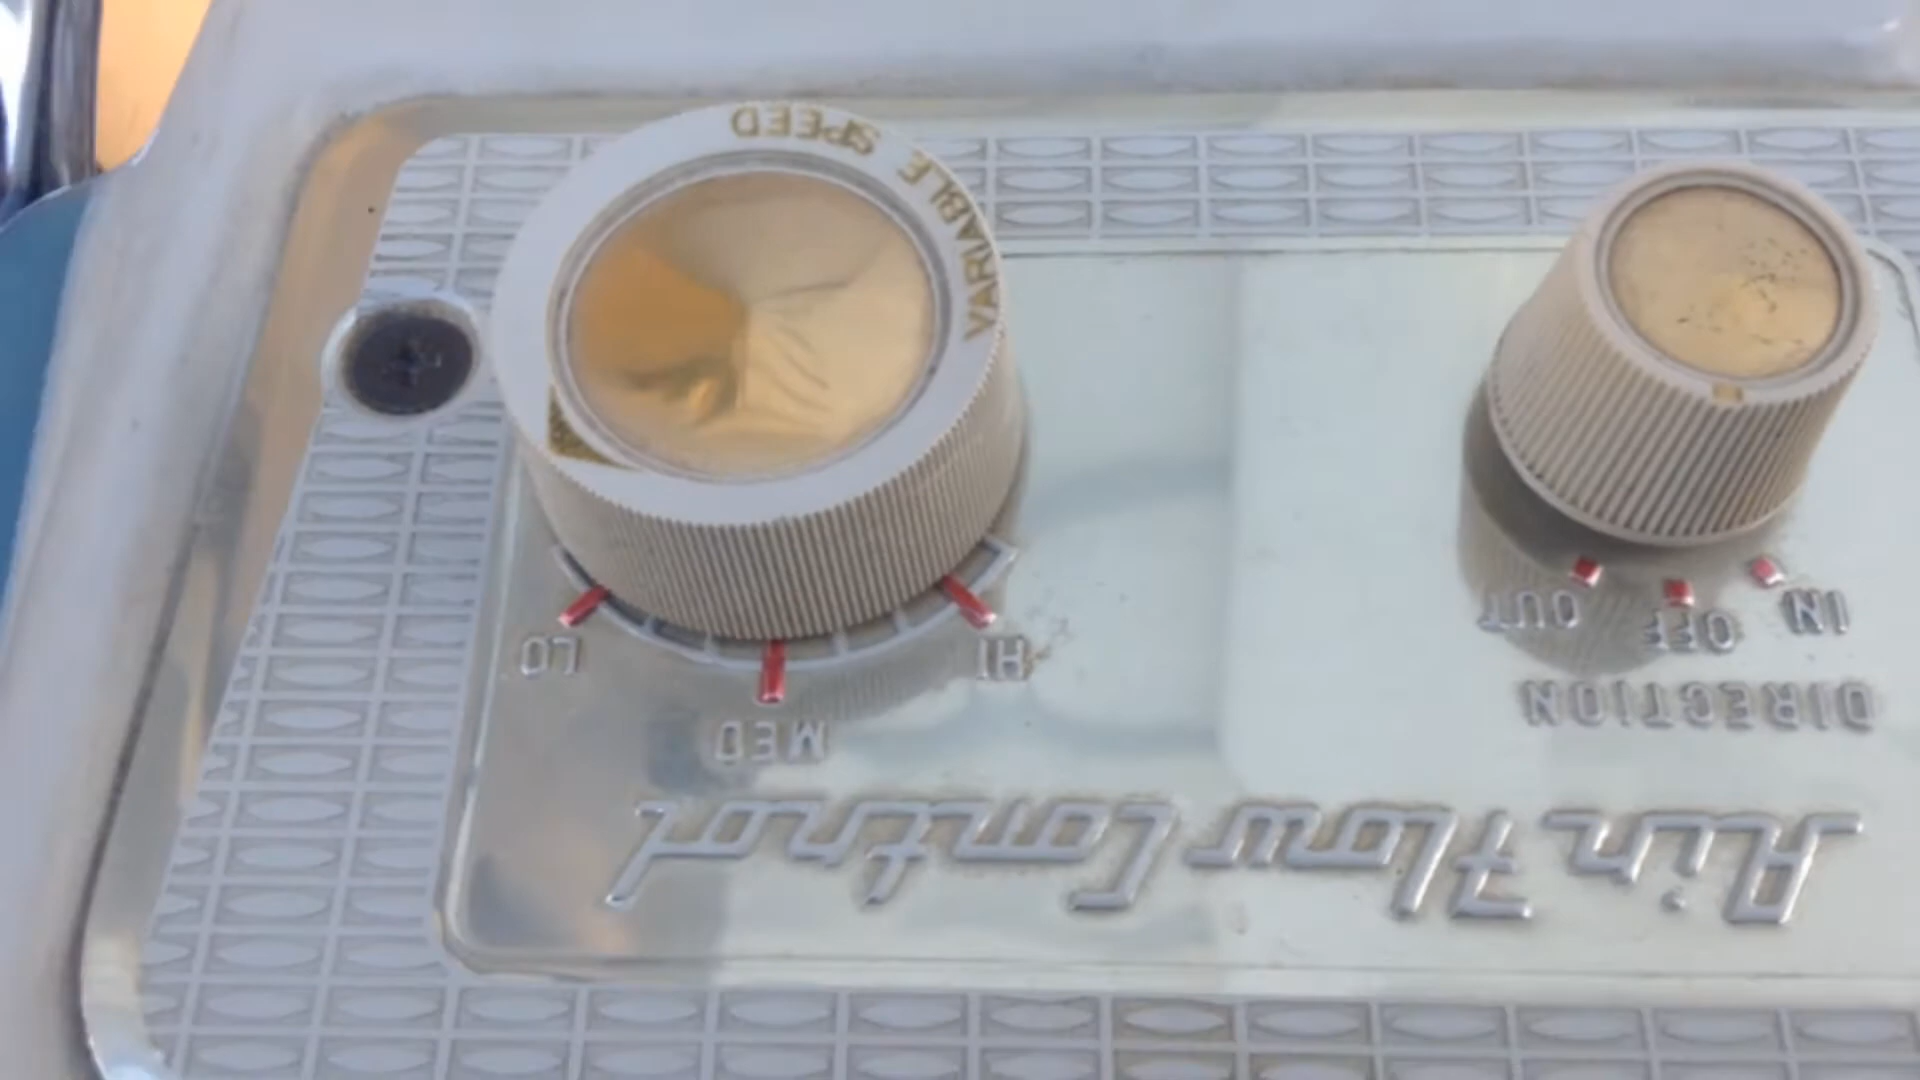 Air Flow Control
DIRECTION
IN OFF OUT
MED
HI LO
VARIABLE SPEED